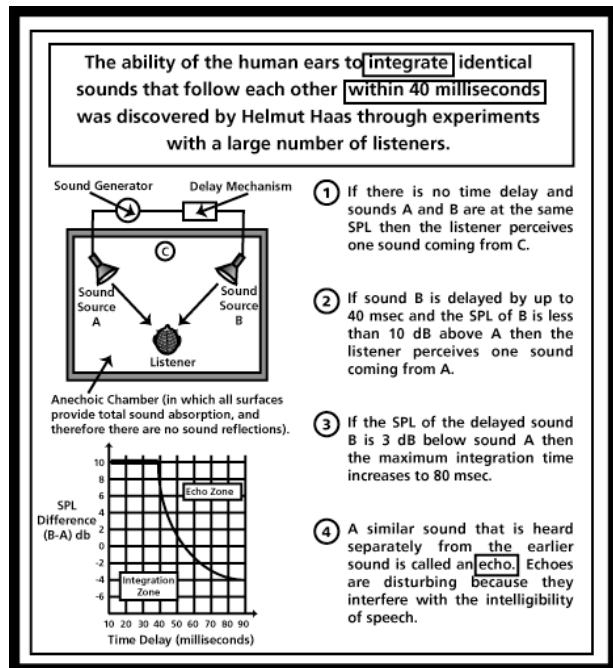 The ability of the human ears to integrate identical
sounds that follow each other within 40 milliseconds
was discovered by Helmut Haas through experiments
with a large number of listeners.
Sound Generator
Delay Mechanism
C
Sound
Source
A
Sound
Source
B
Listener
Anechoic Chamber (in which all surfaces
provide total sound absorption, and
therefore there are no sound reflections).
SPL
Difference
(B-A) db
10
8
6
4
2
0
-2
-4
-6
Echo Zone
Integration
Zone
10 20 30 40 50 60 70 80 90
Time Delay (milliseconds)
1 If there is no time delay and
sounds A and B are at the same
SPL then the listener perceives
one sound coming from C.
2 If sound B is delayed by up to
40 msec and the SPL of B is less
than 10 dB above A then the
listener perceives one sound
coming from A.
3 If the SPL of the delayed sound
B is 3 dB below sound A then
the maximum integration time
increases to 80 msec.
4 A similar sound that is heard
separately from the earlier
sound is called an echo. Echoes
are disturbing because they
interfere with the intelligibility
of speech.